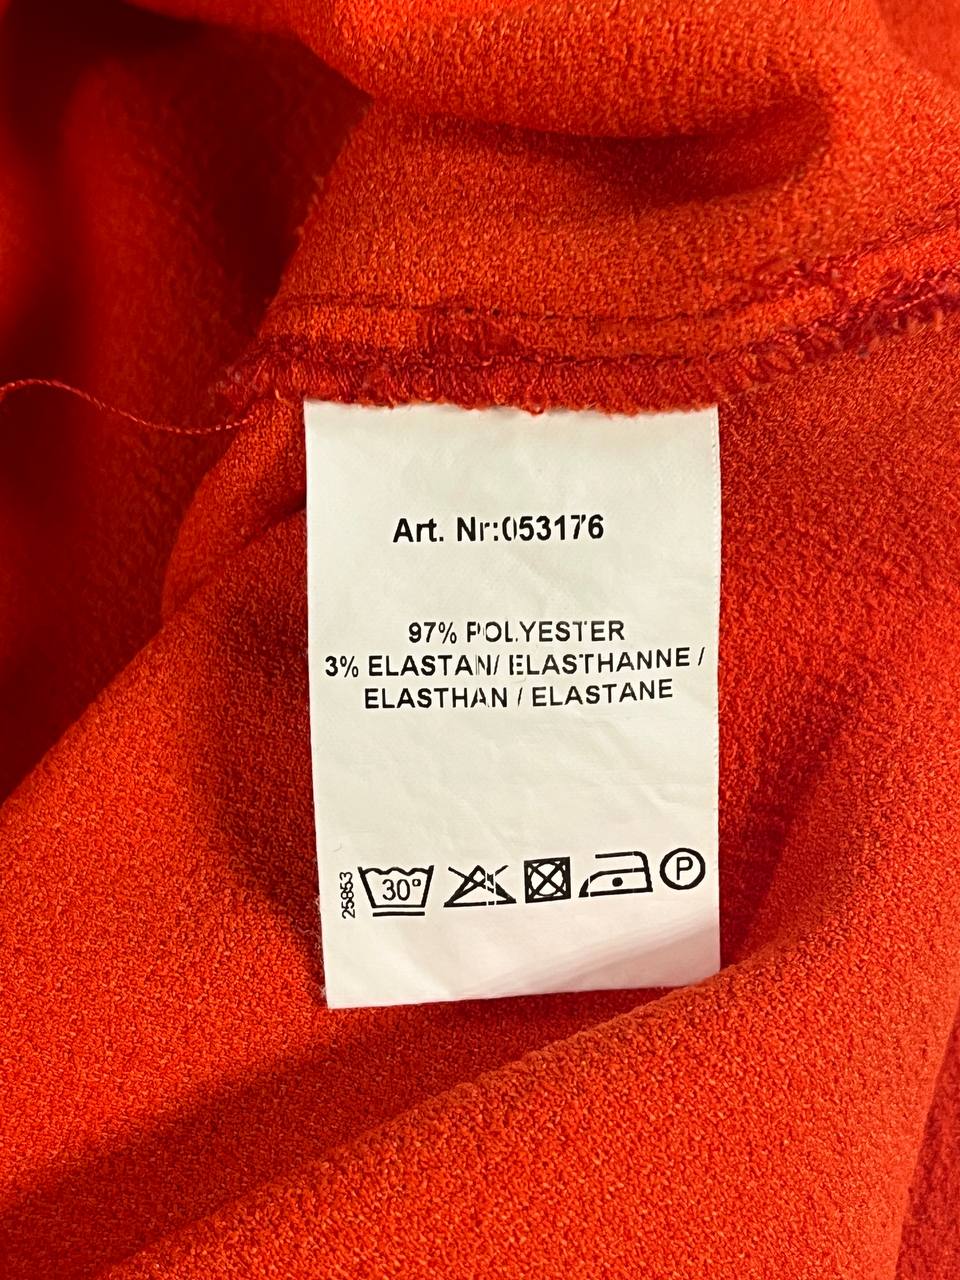 Art. Nr:053176
97% POLYESTER
3% ELASTAN/ ELASTHANNE /
ELASTHAN / ELASTANE
25853
30°
P